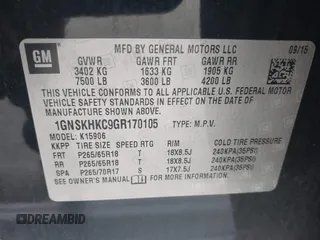 GM
MFD BY GENERAL MOTORS LLC
08/15
GVWR GAWR FRT GAWR RR
3402 KG 1633 KG 1905 KG
7500 LB 3600 LB 4200 LB
THIS VEHICLE CONFORMS TO ALL APPLICABLE U.S. FEDERAL MOTOR
VEHICLE SAFETY STANDARDS IN EFFECT ON THE DATE OF
MANUFACTURE SHOWN ABOVE.
1GNSKHKC9GR170105 TYPE: M.P.V.
MODEL: K15906
KKPP TIRE SIZE SPEED RTG RIM COLD TIRE PRESSURE
FRT P265/65R18 T 18X8.5J 240KPA(35PSI)
RR P265/65R18 T 18X8.5J 240KPA(35PSI)
SPA P265/70R17 S 17X7.5J 240KPA(35PSI)
SEE OWNER'S MANUAL FOR MORE INFORMATION.
DREAMBID